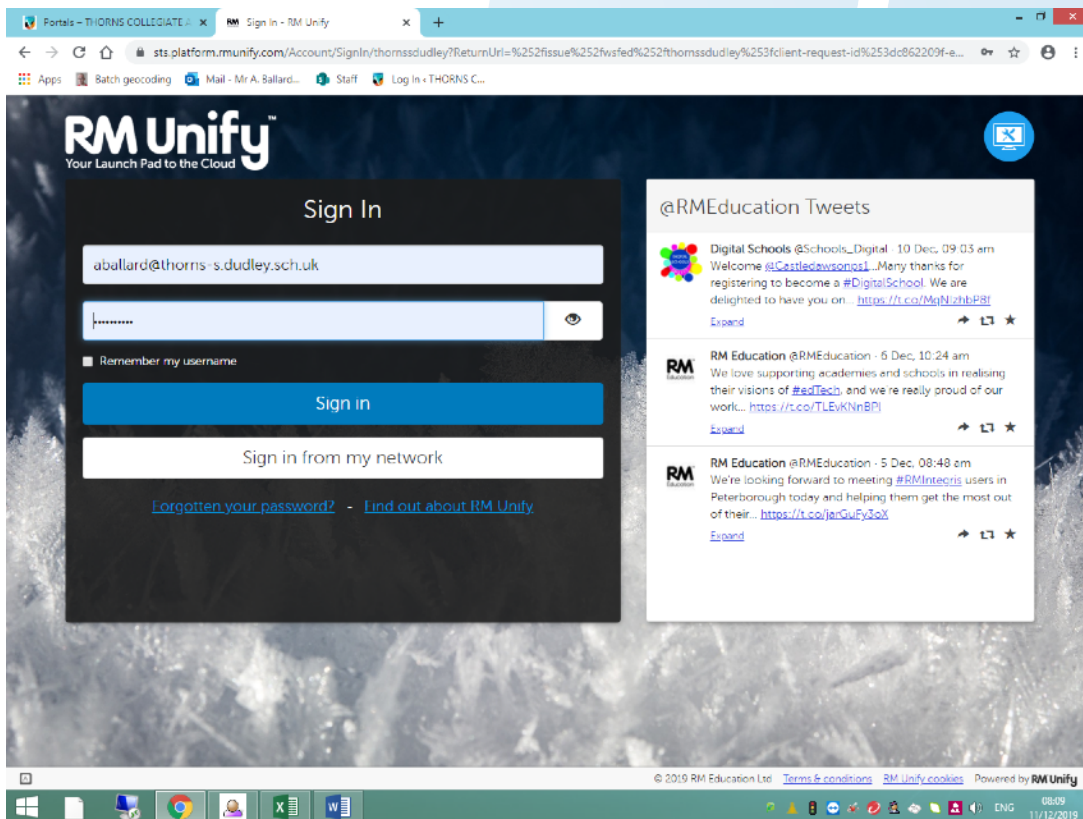 Portals – THORNS COLLEGIATE A
RM Sign In - RM Unify
sts.platform.rmunify.com/Account/SignIn/thornssdudley?ReturnUrl=%252fissue%252fwsfed%252fthornssdudley%253fclient-request-id%253dc862209f-e...
Apps Batch geocoding Mail - Mr A. Ballard... Staff Log In ‹ THORNS C...
RM Unify™
Your Launch Pad to the Cloud
Sign In
aballard@thorns-s.dudley.sch.uk
Remember my username
Sign in
Sign in from my network
Forgotten your password? - Find out about RM Unify
@RMEducation Tweets
Digital Schools @Schools_Digital · 10 Dec, 09.03 am
Welcome @Castledawsonps1...Many thanks for
registering to become a #DigitalSchool. We are
delighted to have you on... https://t.co/MqNIzhbP8f
Expand
RM Education @RMEducation · 6 Dec, 10:24 am
We love supporting academies and schools in realising
their visions of #edTech, and we're really proud of our
work... https://t.co/TLEvKNnBPl
Expand
RM Education @RMEducation · 5 Dec, 08:48 am
We're looking forward to meeting #RMIntegris users in
Peterborough today and helping them get the most out
of their... https://t.co/jarGuFy3oX
Expand
© 2019 RM Education Ltd Terms & conditions RM Unify cookies Powered by RM Unify
ENG
08:09
11/12/2019